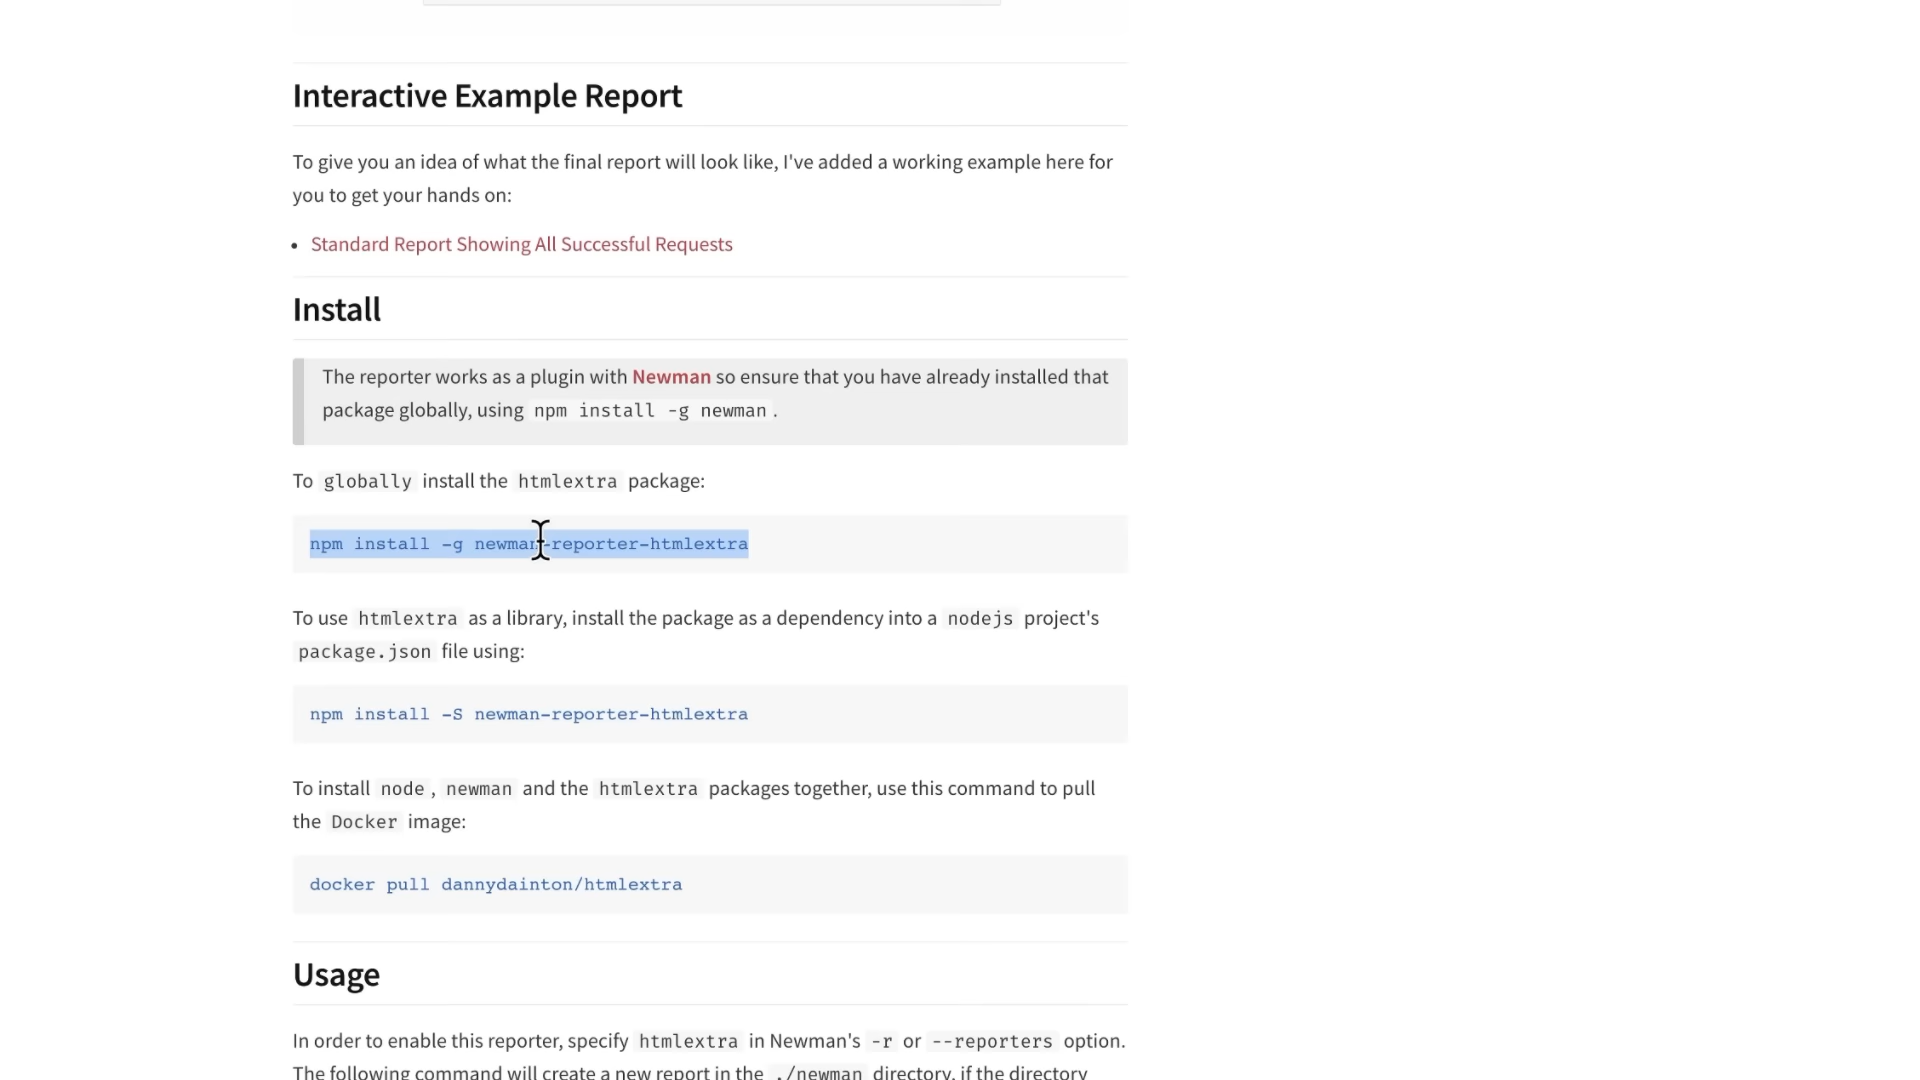 Interactive Example Report
To give you an idea of what the final report will look like, I've added a working example here for
you to get your hands on:
• Standard Report Showing All Successful Requests
Install
The reporter works as a plugin with Newman so ensure that you have already installed that
package globally, using npm install -g newman .
To globally install the htmlextra package:
npm install -g newman-reporter-htmlextra
To use htmlextra as a library, install the package as a dependency into a nodejs project's
package.json file using:
npm install -S newman-reporter-htmlextra
To install node , newman and the htmlextra packages together, use this command to pull
the Docker image:
docker pull dannydainton/htmlextra
Usage
In order to enable this reporter, specify htmlextra in Newman's -r or --reporters option.
The following command will create a new report in the ./newman directory, if the directory